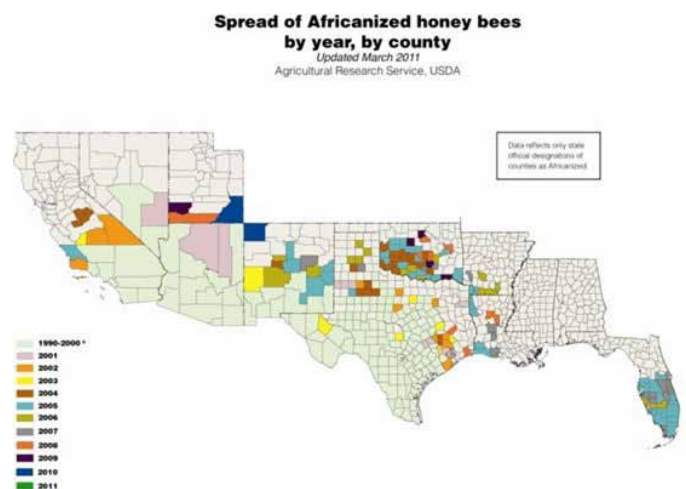 Spread of Africanized honey bees
by year, by county
Updated March 2011
Agricultural Research Service, USDA
Data reflects only state
official designatons of
counties as Africanized
1990-2000 *
2001
2002
2003
2004
2005
2006
2007
2008
2009
2010
2011